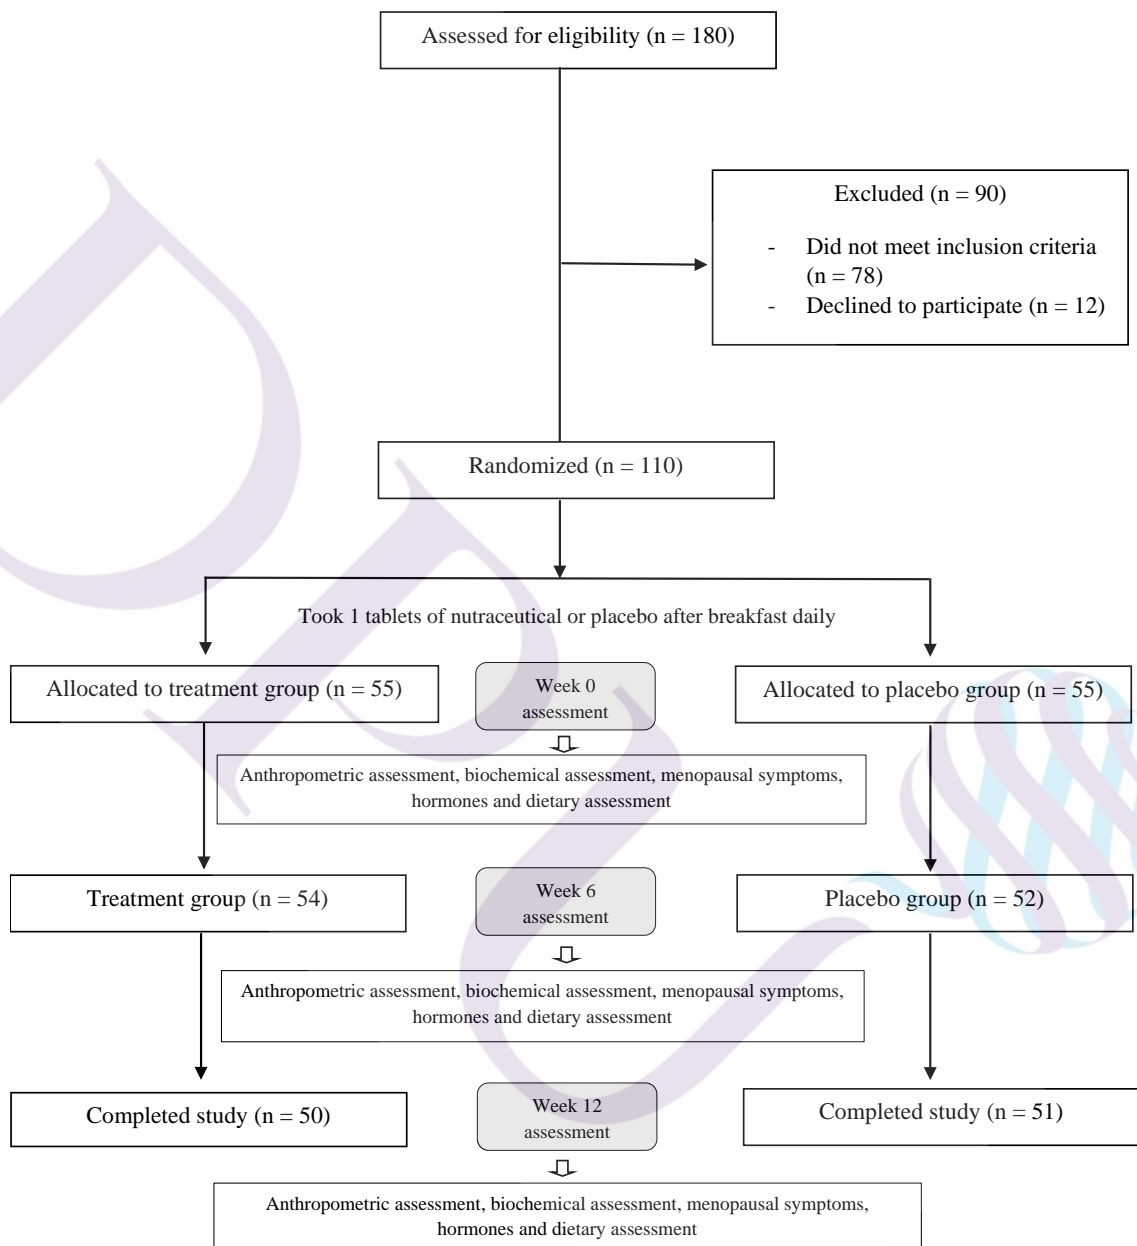 Assessed for eligibility (n = 180)
Excluded (n = 90)
- Did not meet inclusion criteria
(n = 78)
- Declined to participate (n = 12)
Randomized (n = 110)
Took 1 tablets of nutraceutical or placebo after breakfast daily
Allocated to treatment group (n = 55)
Week 0
assessment
Allocated to placebo group (n = 55)
Anthropometric assessment, biochemical assessment, menopausal symptoms,
hormones and dietary assessment
Treatment group (n = 54)
Week 6
assessment
Placebo group (n = 52)
Anthropometric assessment, biochemical assessment, menopausal symptoms,
hormones and dietary assessment
Completed study (n = 50)
Week 12
assessment
Completed study (n = 51)
Anthropometric assessment, biochemical assessment, menopausal symptoms,
hormones and dietary assessment
DPU